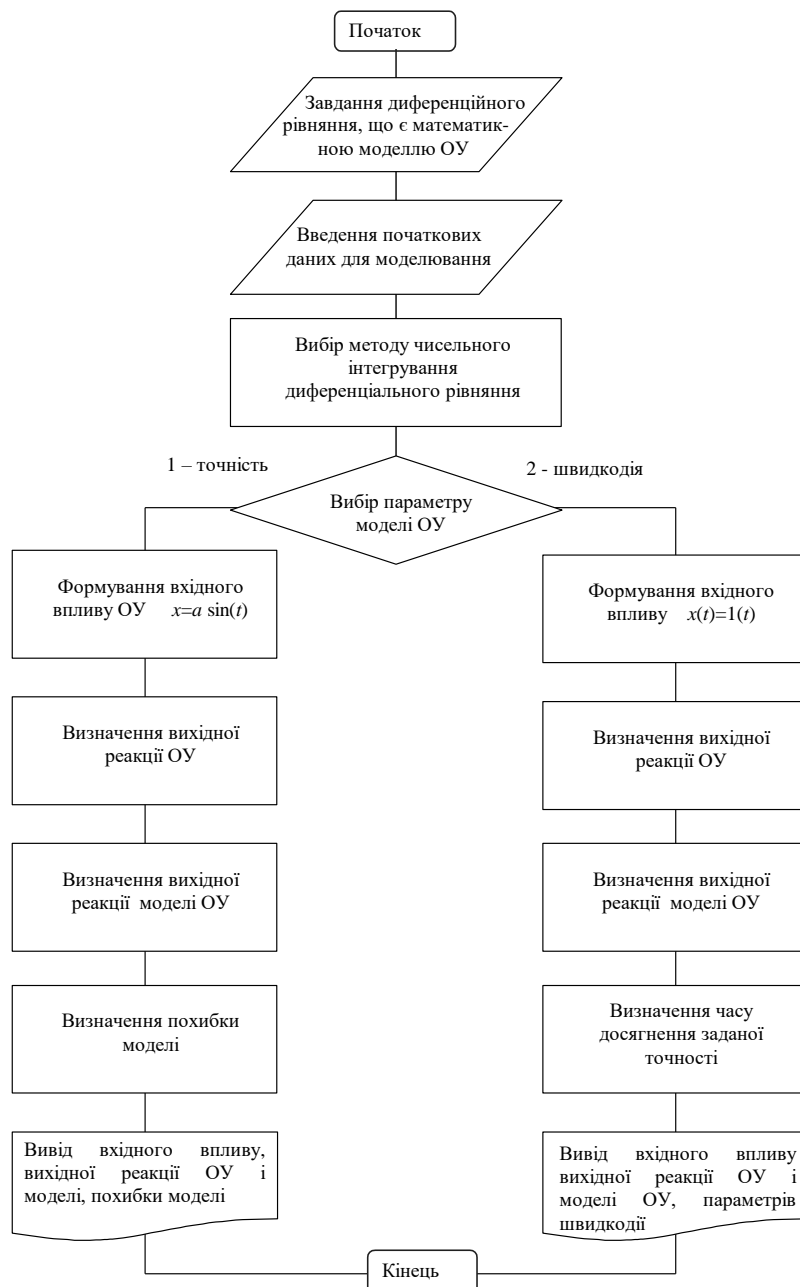 Початок
Завдання диференційного
рівняння, що є математик-
ною моделлю ОУ
Введення початкових
даних для моделювання
Вибір методу чисельного
інтегрування
диференціального рівняння
1 – точність
2 - швидкодія
Вибір параметру
моделі ОУ
Формування вхідного
впливу ОУ x=a sin(t)
Визначення вихідної
реакції ОУ
Визначення вихідної
реакції моделі ОУ
Визначення похибки
моделі
Вивід вхідного впливу,
вихідної реакції ОУ і
моделі, похибки моделі
Формування вхідного
впливу x(t)=1(t)
Визначення вихідної
реакції ОУ
Визначення вихідної
реакції моделі ОУ
Визначення часу
досягнення заданої
точності
Вивід вхідного впливу
вихідної реакції ОУ і
моделі ОУ, параметрів
швидкодії
Кінець